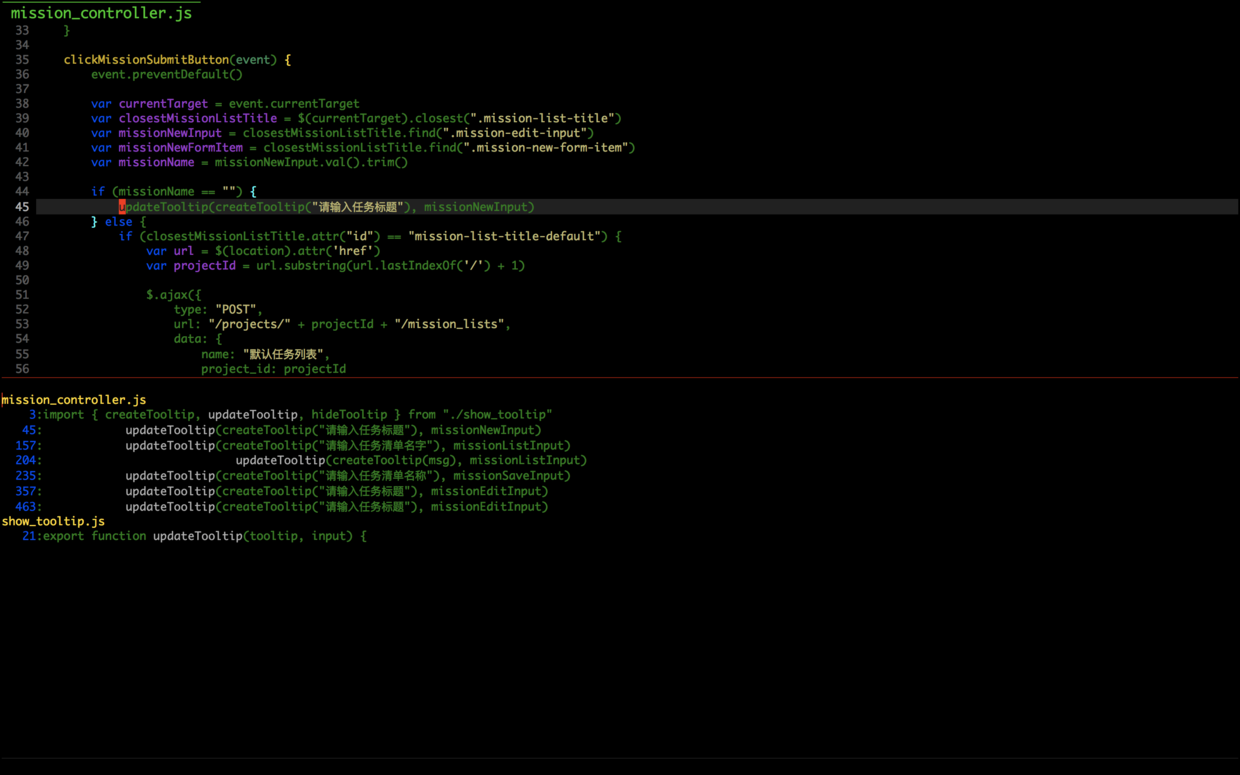 mission_controller.js
33     }
34
35     clickMissionSubmitButton(event) {
36         event.preventDefault()
37
38         var currentTarget = event.currentTarget
39         var closestMissionListTitle = $(currentTarget).closest(".mission-list-title")
40         var missionNewInput = closestMissionListTitle.find(".mission-edit-input")
41         var missionNewFormItem = closestMissionListTitle.find(".mission-new-form-item")
42         var missionName = missionNewInput.val().trim()
43
44         if (missionName == "") {
45             updateTooltip(createTooltip("请输入任务标题"), missionNewInput)
46         } else {
47             if (closestMissionListTitle.attr("id") == "mission-list-title-default") {
48                 var url = $(location).attr('href')
49                 var projectId = url.substring(url.lastIndexOf('/') + 1)
50
51                 $.ajax({
52                     type: "POST",
53                     url: "/projects/" + projectId + "/mission_lists",
54                     data: {
55                         name: "默认任务列表",
56                         project_id: projectId
mission_controller.js
3:import { createTooltip, updateTooltip, hideTooltip } from "./show_tooltip"
45:            updateTooltip(createTooltip("请输入任务标题"), missionNewInput)
157:            updateTooltip(createTooltip("请输入任务清单名字"), missionListInput)
204:                            updateTooltip(createTooltip(msg), missionListInput)
235:            updateTooltip(createTooltip("请输入任务清单名称"), missionSaveInput)
357:            updateTooltip(createTooltip("请输入任务标题"), missionEditInput)
463:            updateTooltip(createTooltip("请输入任务标题"), missionEditInput)
show_tooltip.js
21:export function updateTooltip(tooltip, input) {